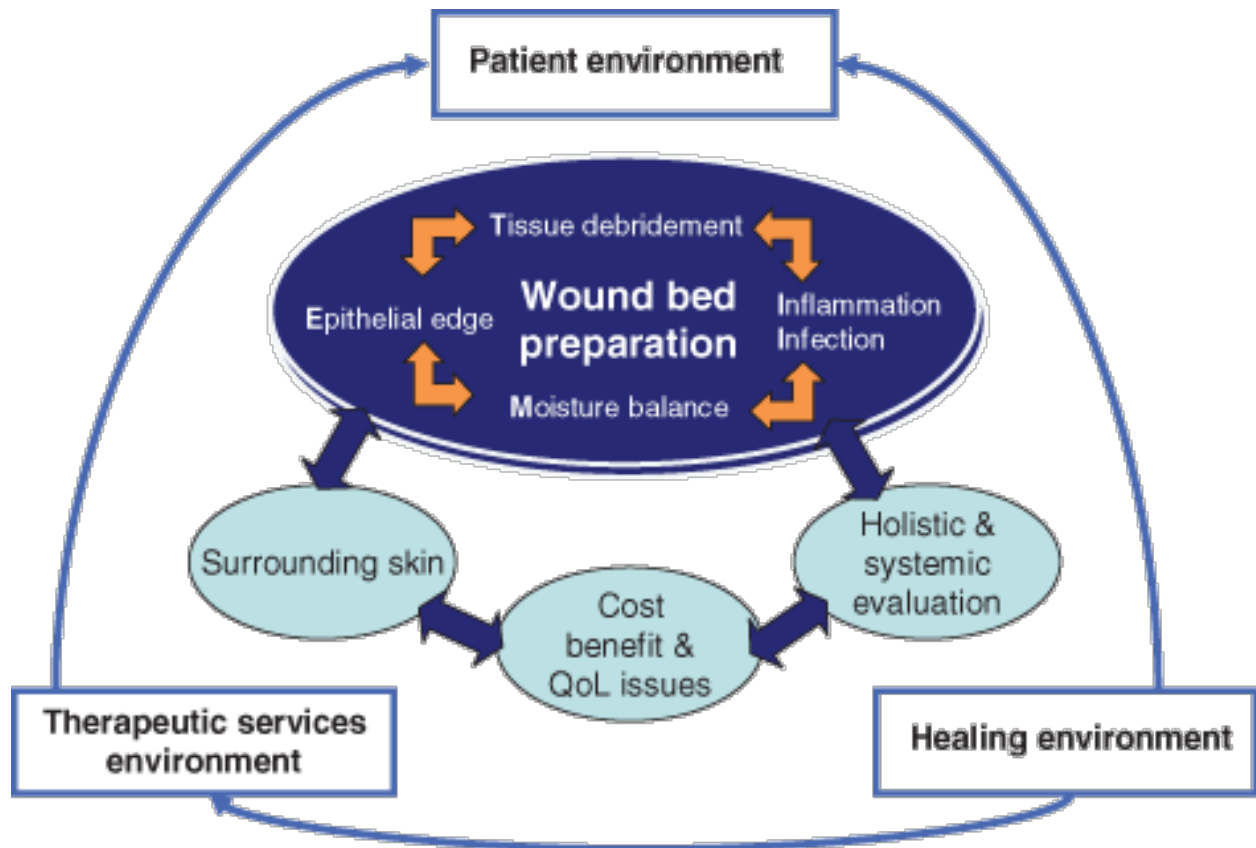 Patient environment
Tissue debridement
Wound bed
preparation
Epithelial edge
Inflammation
Infection
Moisture balance
Surrounding skin
Cost
benefit &
QoL issues
Holistic &
systemic
evaluation
Therapeutic services
environment
Healing environment